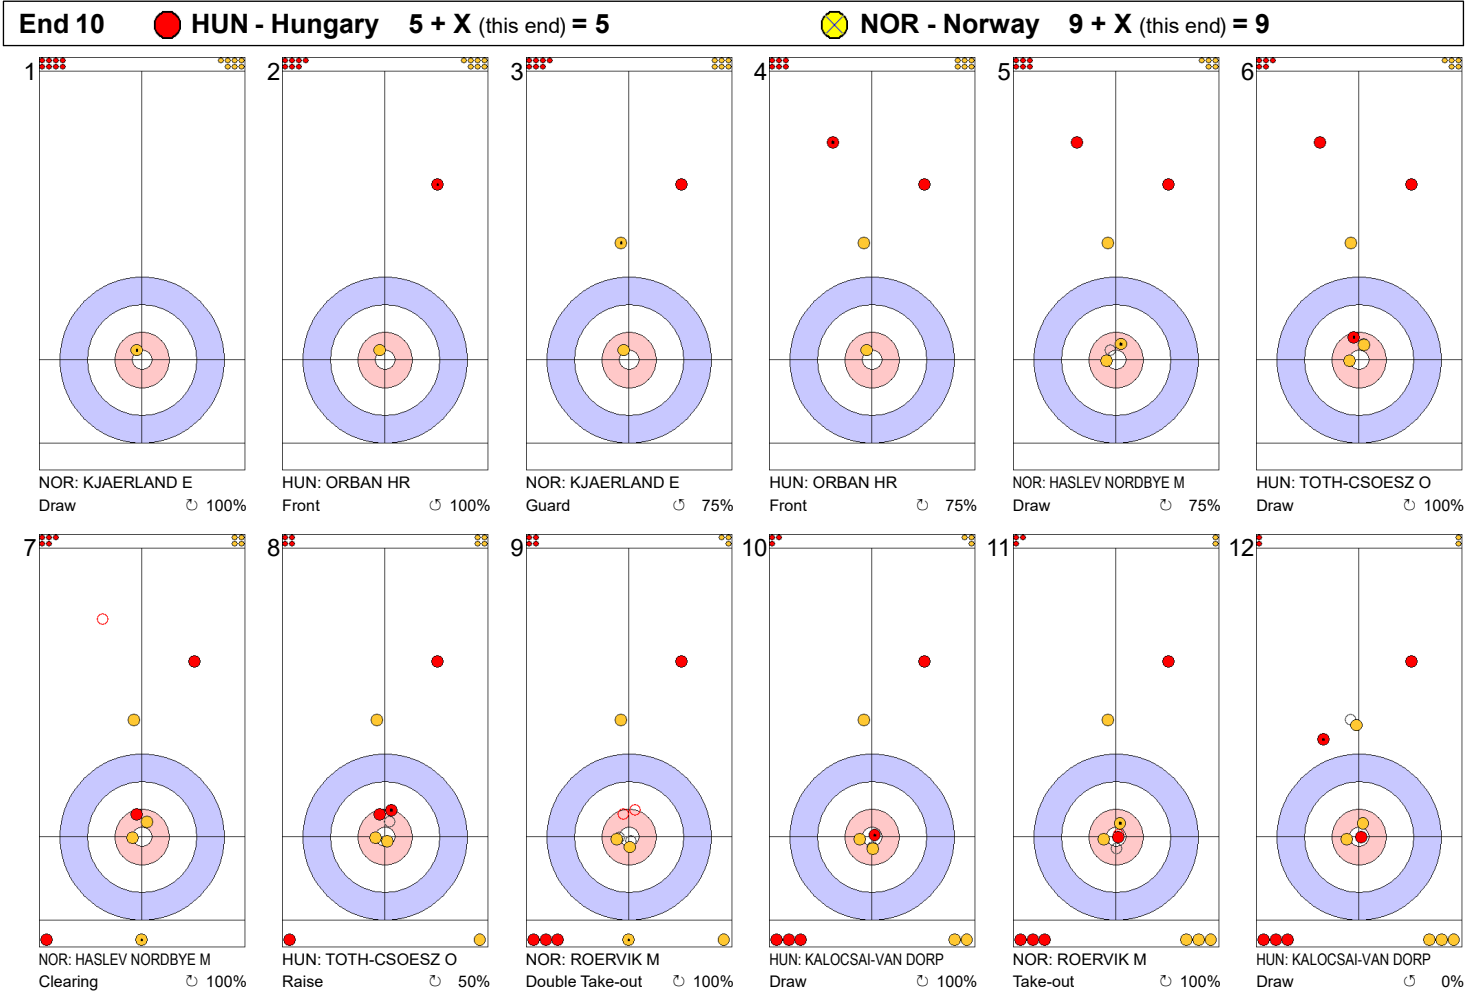 End 10 HUN - Hungary 5 + X (this end) = 5 NOR - Norway 9 + X (this end) = 9
1 2 3 4 5 6
NOR: KJAERLAND E HUN: ORBAN HR NOR: KJAERLAND E HUN: ORBAN HR NOR: HASLEV NORDBYE M HUN: TOTH-CSOESZ O
Draw ↻ 100% Front ↺ 100% Guard ↺ 75% Front ↺ 75% Draw ↻ 75% Draw ↻ 100%
7 8 9 10 11 12
NOR: HASLEV NORDBYE M HUN: TOTH-CSOESZ O NOR: ROERVIK M HUN: KALOCSAI-VAN DORP NOR: ROERVIK M HUN: KALOCSAI-VAN DORP
Clearing ↻ 100% Raise ↺ 50% Double Take-out ↻ 100% Draw ↻ 100% Take-out ↻ 100% Draw ↺ 0%